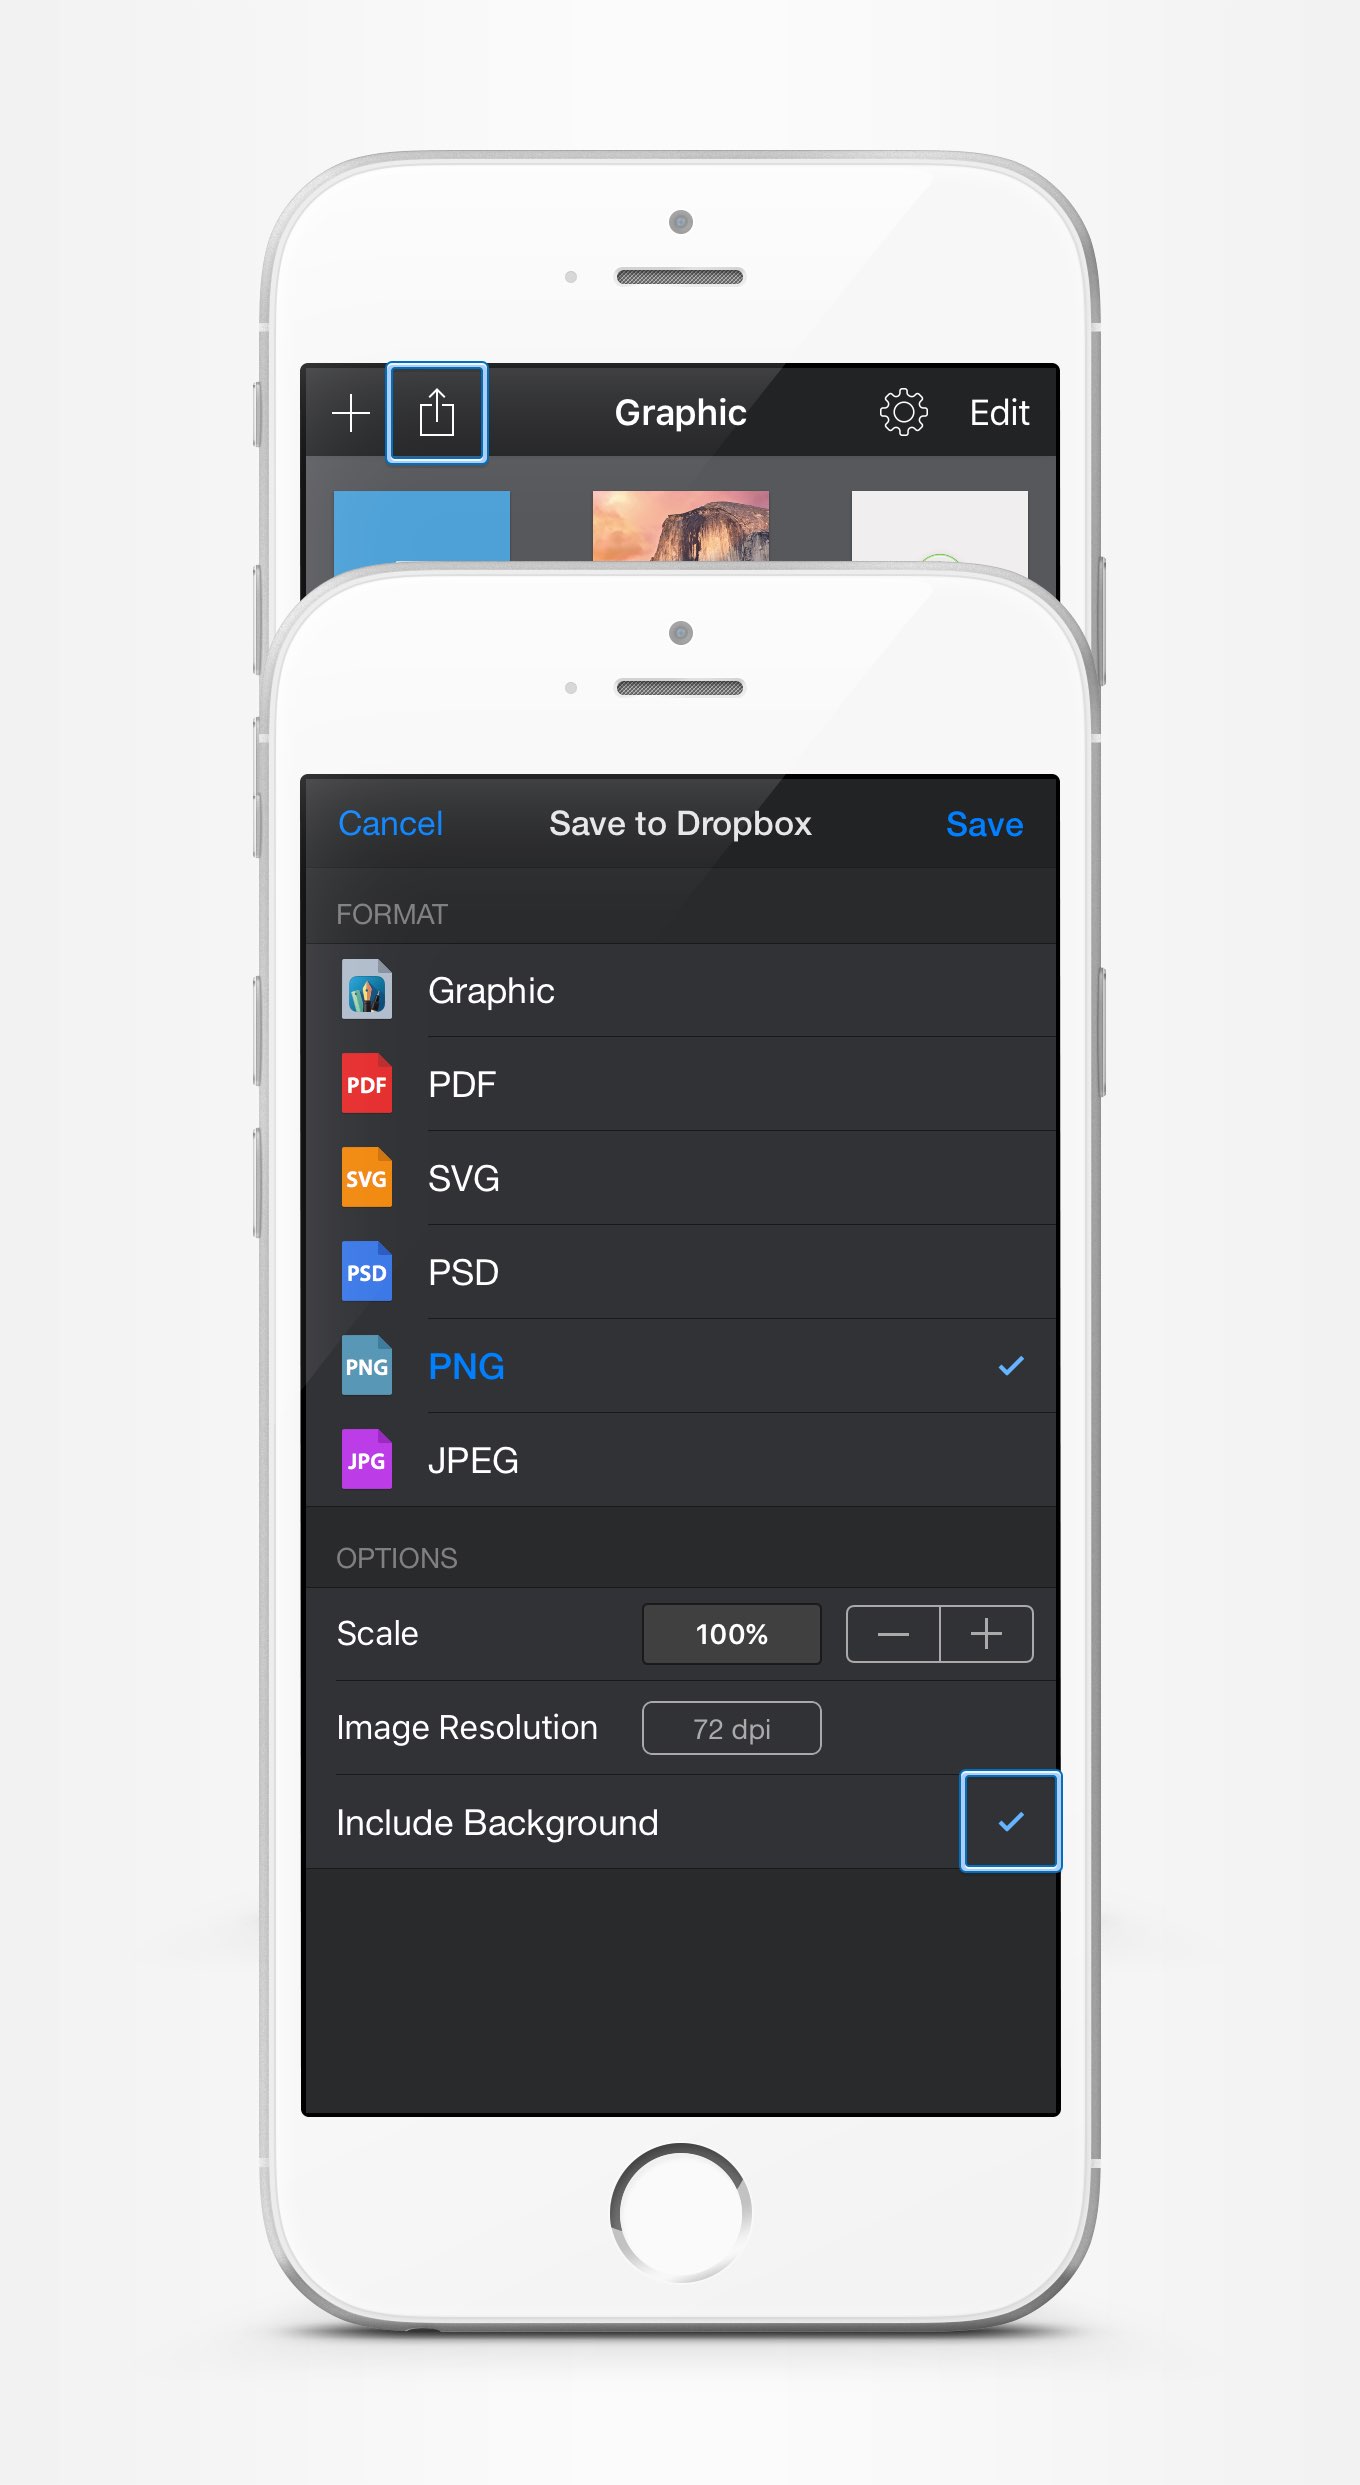 Graphic Edit
Cancel Save to Dropbox Save
FORMAT
Graphic
PDF PDF
SVG SVG
PSD PSD
PNG PNG
JPG JPEG
OPTIONS
Scale 100%
Image Resolution 72 dpi
Include Background